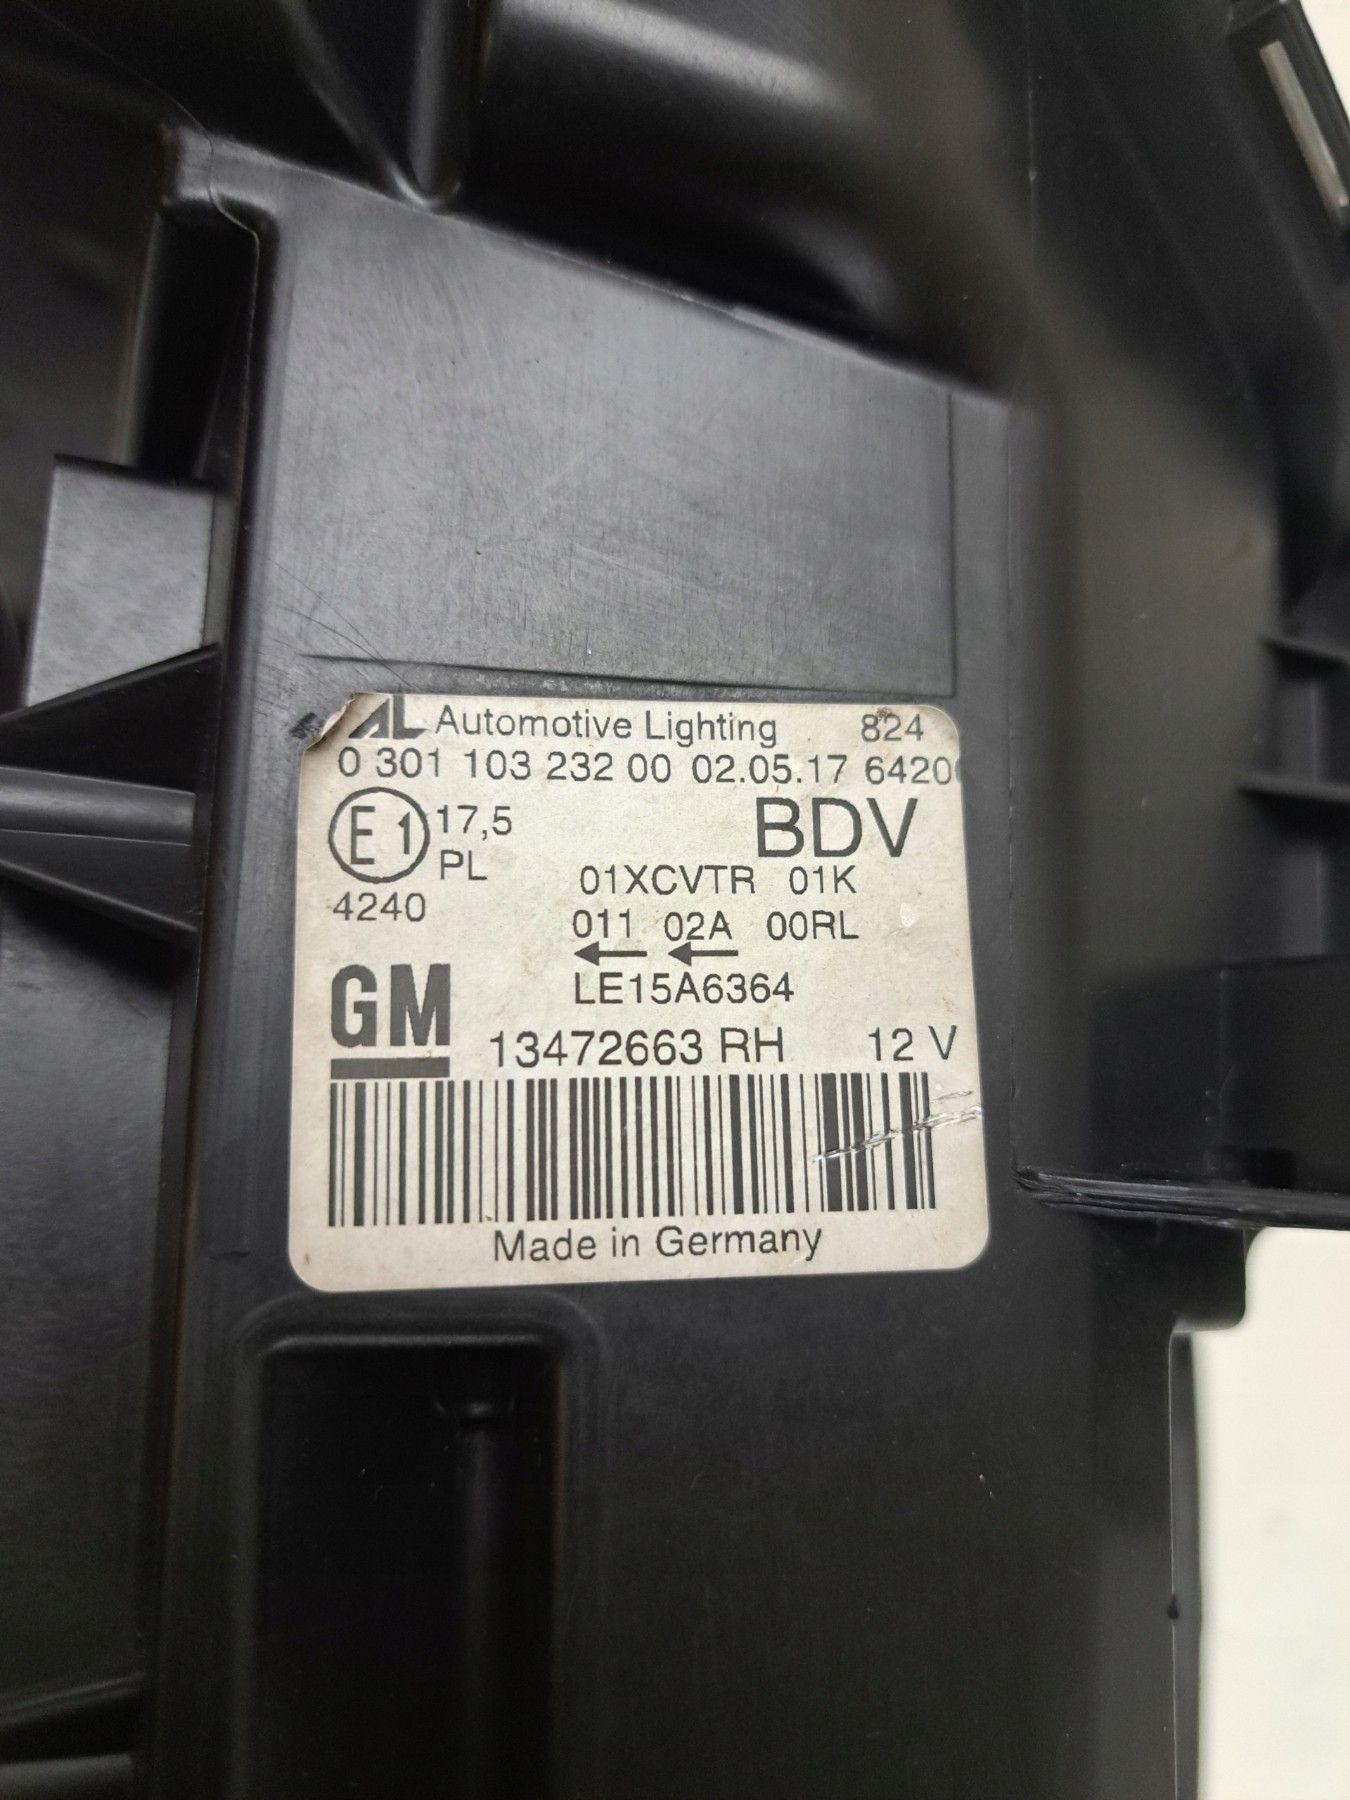 AL Automotive Lighting 824
0 301 103 232 00 02.05.17 6420
E1 17,5
BDV
PL
01XCVTR 01K
4240
011 02A 00RL
← ←
LE15A6364
GM
13472663 RH 12 V
Made in Germany